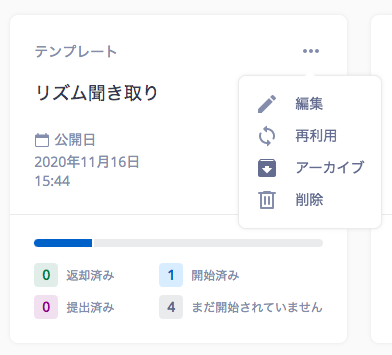 テンプレート
リズム聞き取り
編集
再利用
アーカイブ
削除
公開日
2020年11月16日
15:44
0 返却済み 1 開始済み
0 提出済み 4 まだ開始されていません